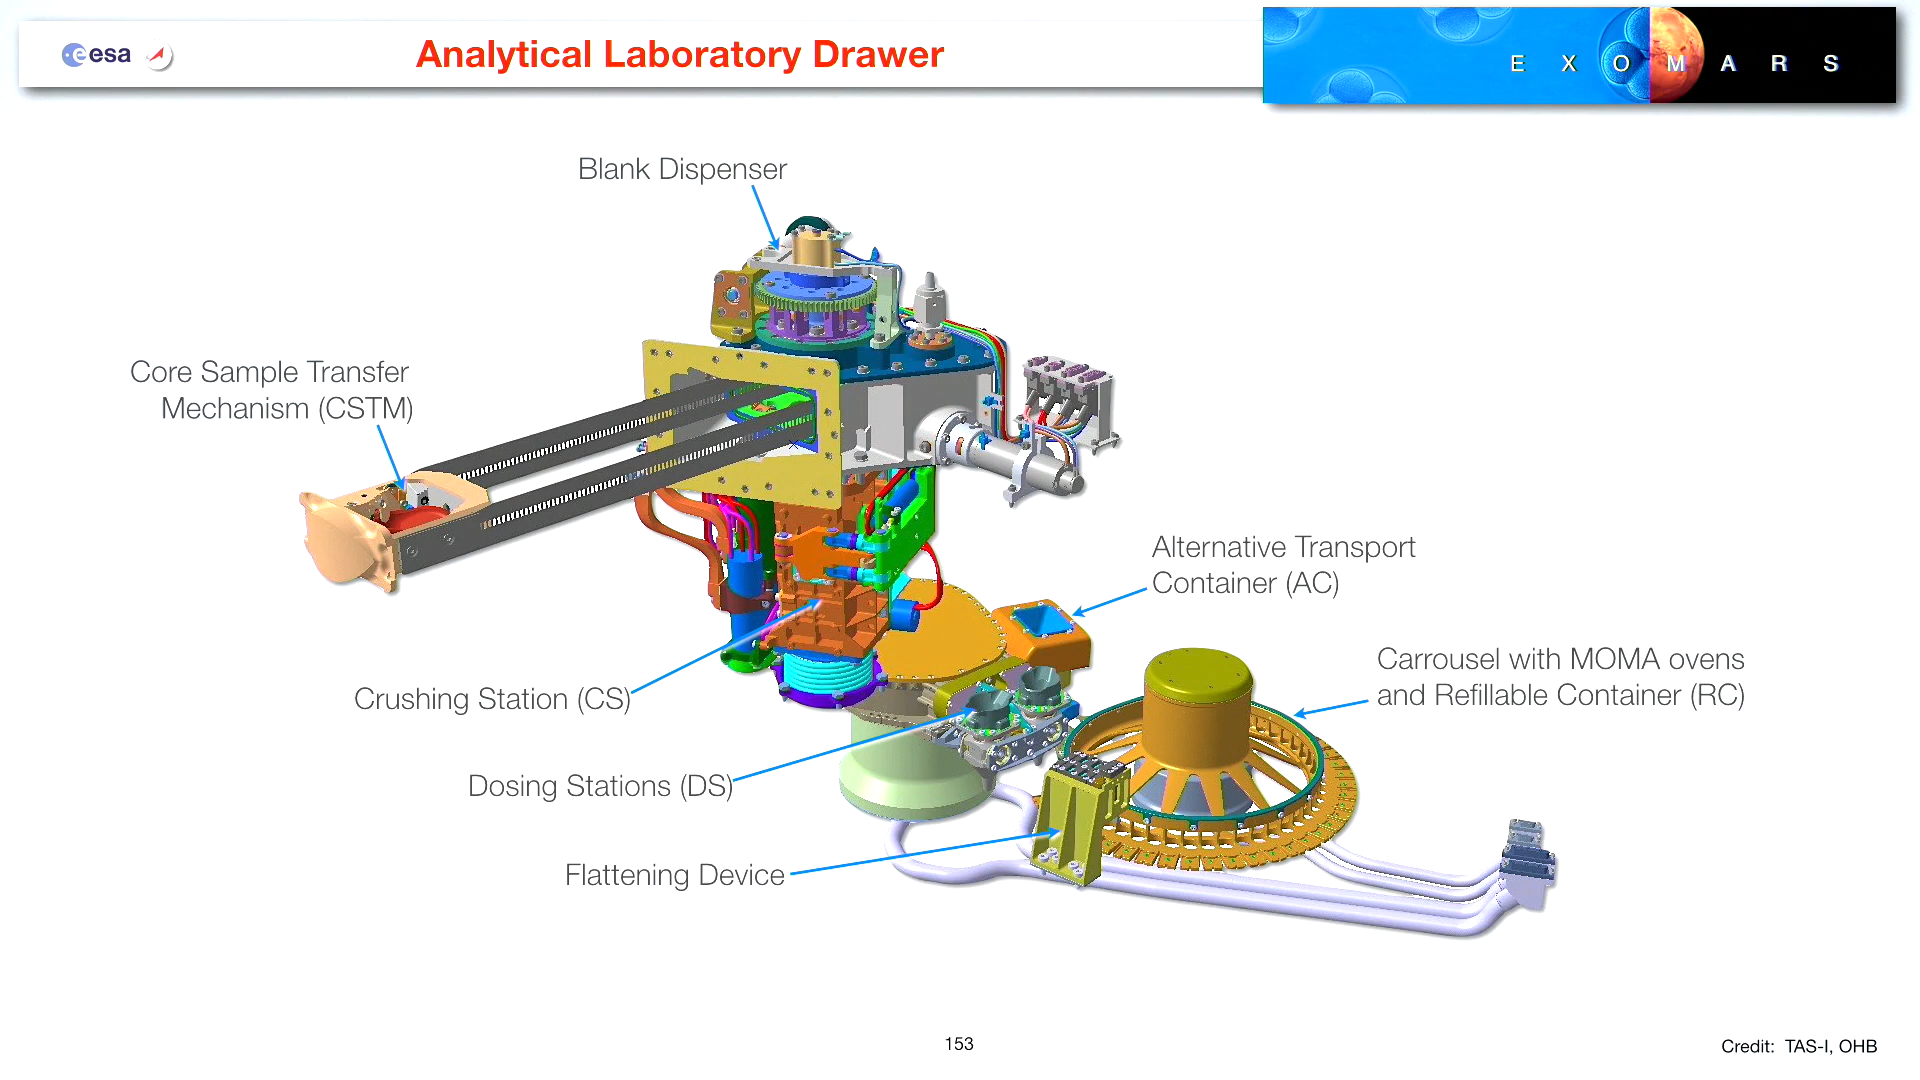 esa
Analytical Laboratory Drawer
E X O M A R S
Blank Dispenser
Core Sample Transfer
Mechanism (CSTM)
Alternative Transport
Container (AC)
Carrousel with MOMA ovens
and Refillable Container (RC)
Crushing Station (CS)
Dosing Stations (DS)
Flattening Device
153
Credit: TAS-I, OHB